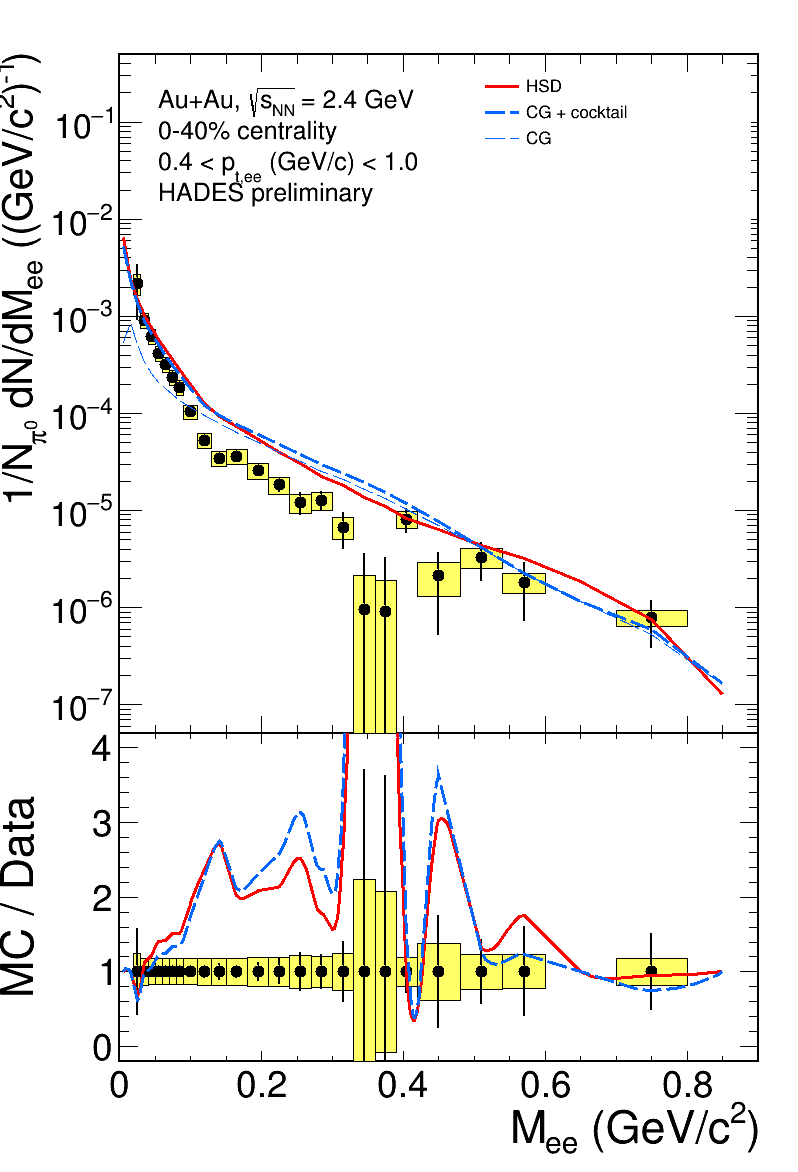 Au+Au, √s_NN = 2.4 GeV
0-40% centrality
0.4 < p_t,ee (GeV/c) < 1.0
HADES preliminary
HSD
CG + cocktail
CG
1/N_π⁰ dN/dM_ee ((GeV/c²)⁻¹)
10⁻¹
10⁻²
10⁻³
10⁻⁴
10⁻⁵
10⁻⁶
10⁻⁷
MC / Data
4
3
2
1
0
0 0.2 0.4 0.6 0.8
M_ee (GeV/c²)